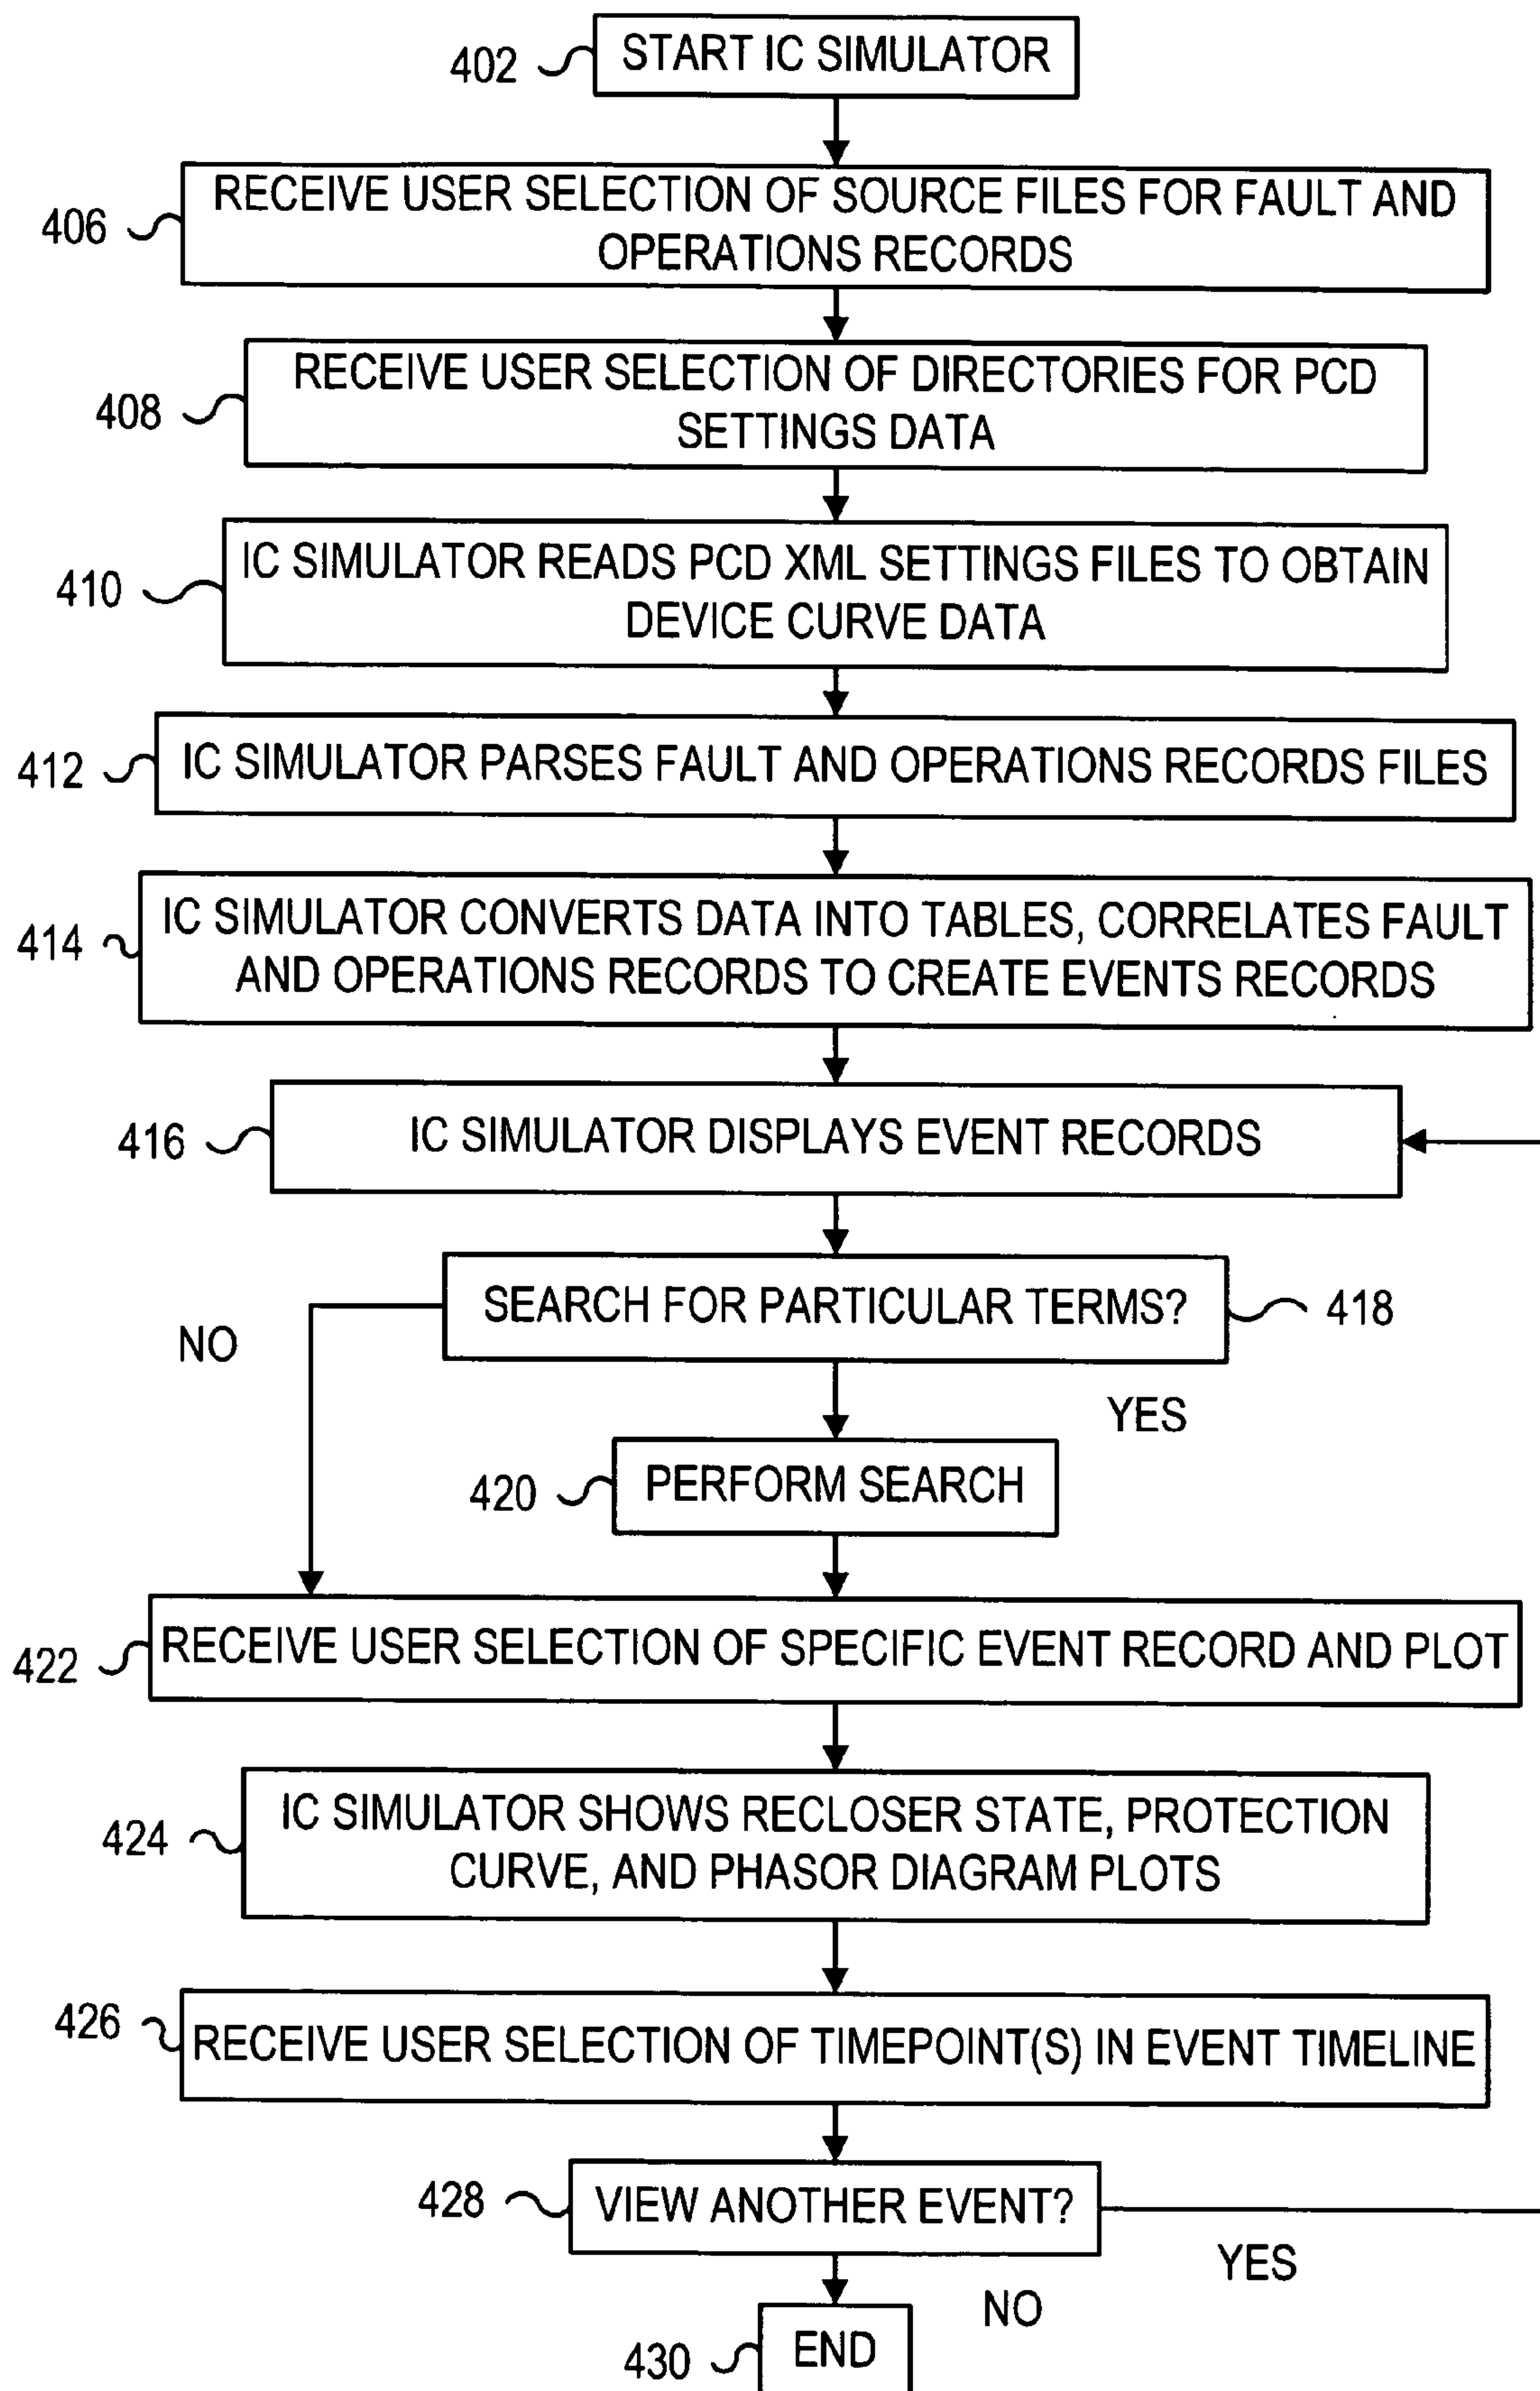 402
START IC SIMULATOR
406
RECEIVE USER SELECTION OF SOURCE FILES FOR FAULT AND
OPERATIONS RECORDS
408
RECEIVE USER SELECTION OF DIRECTORIES FOR PCD
SETTINGS DATA
410
IC SIMULATOR READS PCD XML SETTINGS FILES TO OBTAIN
DEVICE CURVE DATA
412
IC SIMULATOR PARSES FAULT AND OPERATIONS RECORDS FILES
414
IC SIMULATOR CONVERTS DATA INTO TABLES, CORRELATES FAULT
AND OPERATIONS RECORDS TO CREATE EVENTS RECORDS
416
IC SIMULATOR DISPLAYS EVENT RECORDS
SEARCH FOR PARTICULAR TERMS?
418
NO
YES
420
PERFORM SEARCH
422
RECEIVE USER SELECTION OF SPECIFIC EVENT RECORD AND PLOT
424
IC SIMULATOR SHOWS RECLOSER STATE, PROTECTION
CURVE, AND PHASOR DIAGRAM PLOTS
426
RECEIVE USER SELECTION OF TIMEPOINT(S) IN EVENT TIMELINE
428
VIEW ANOTHER EVENT?
YES
NO
430
END